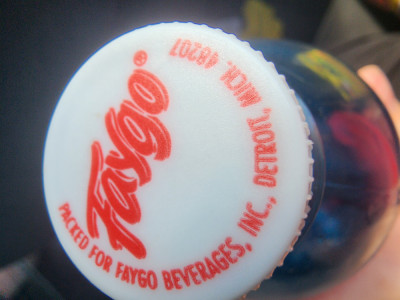 Faygo®
PACKED FOR FAYGO BEVERAGES, INC., DETROIT, MICH. 48207